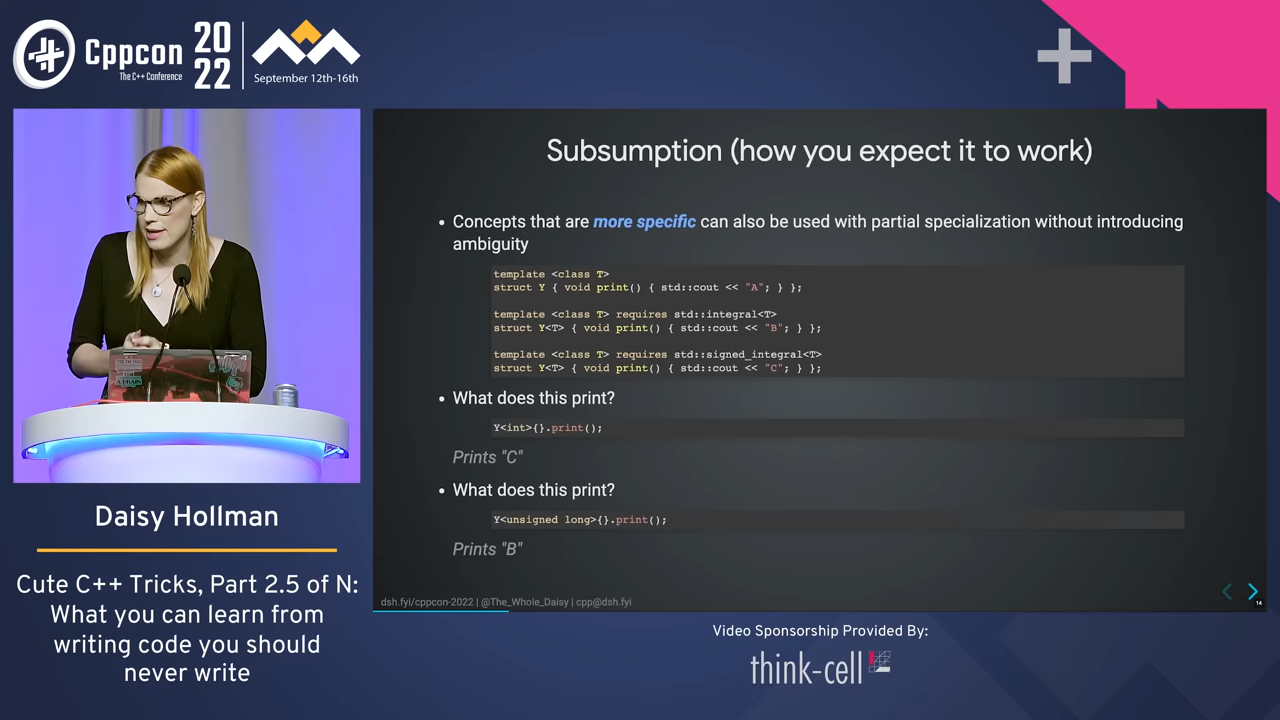 Cppcon
The C++ Conference
20
22
September 12th-16th
Subsumption (how you expect it to work)
• Concepts that are more specific can also be used with partial specialization without introducing
ambiguity
template <class T>
struct Y { void print() { std::cout << "A"; } };
template <class T> requires std::integral<T>
struct Y<T> { void print() { std::cout << "B"; } };
template <class T> requires std::signed_integral<T>
struct Y<T> { void print() { std::cout << "C"; } };
• What does this print?
Y<int>{}.print();
Prints "C"
• What does this print?
Y<unsigned long>{}.print();
Prints "B"
dsh.fyi/cppcon-2022 | @The_Whole_Daisy | cpp@dsh.fyi
14
Daisy Hollman
Cute C++ Tricks, Part 2.5 of N:
What you can learn from
writing code you should
never write
Video Sponsorship Provided By:
think-cell